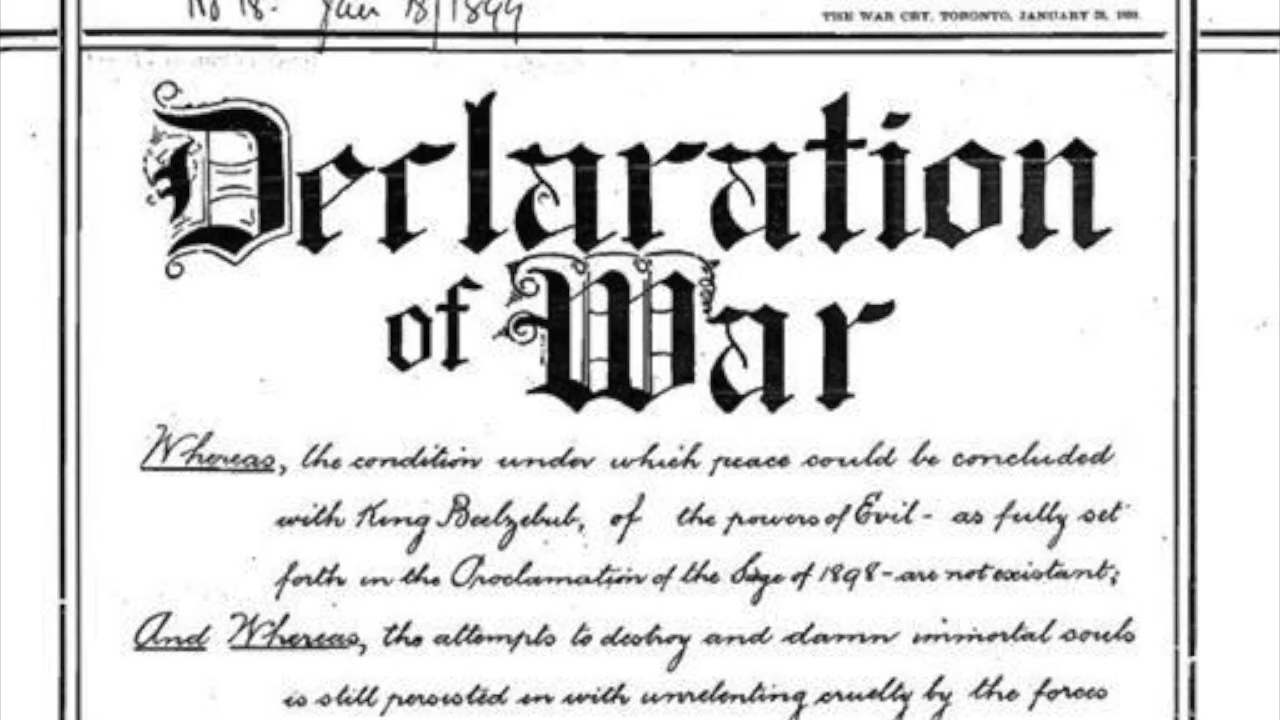 No 18. Jan 18/1899
THE WAR CRY, TORONTO, JANUARY 28, 1899.
Declaration
of War
Whereas, the condition under which peace could be concluded
with King Beelzebub, of the powers of Evil - as fully set
forth in the Proclamation of the Siege of 1898 - are not existant;
And Whereas, the attempts to destroy and damn immortal souls
is still persisted in with unrelenting cruelty by the forces